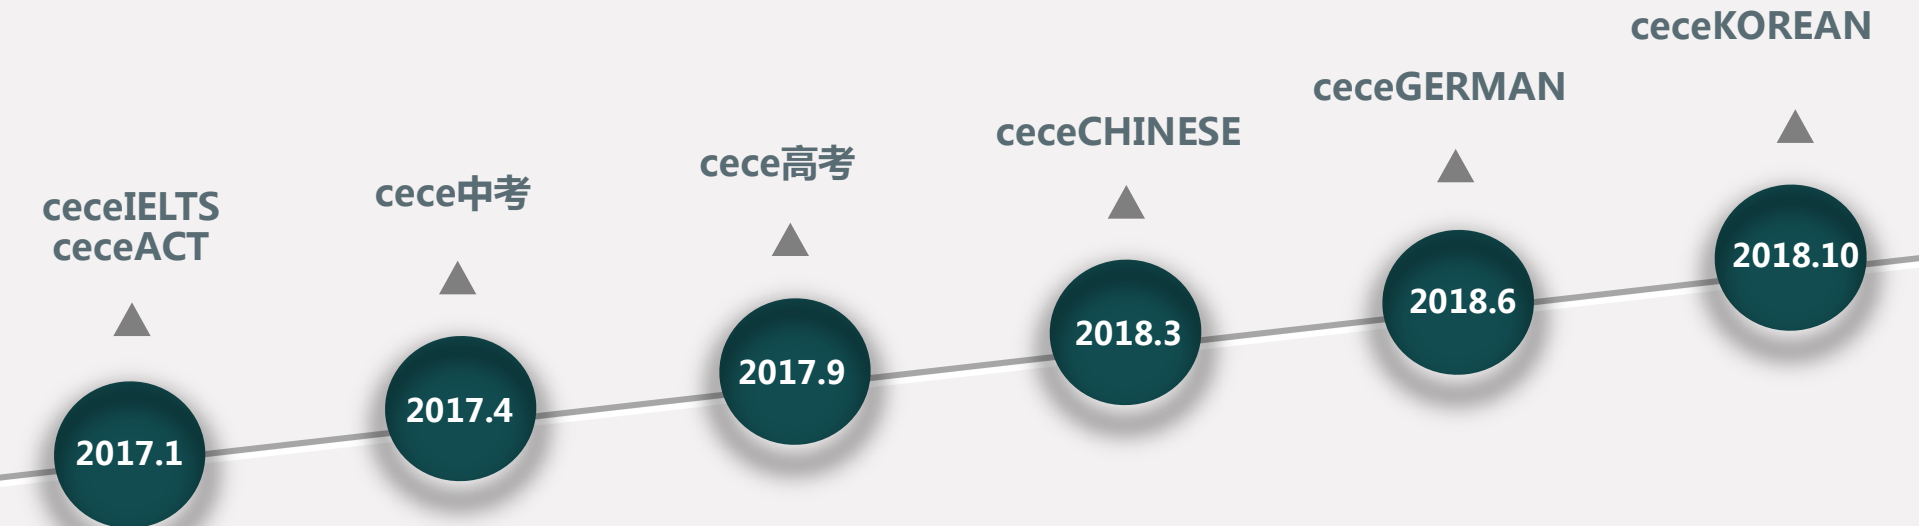 ceceIELTS
ceceACT
2017.1
cece中考
2017.4
cece高考
2017.9
ceceCHINESE
2018.3
ceceGERMAN
2018.6
ceceKOREAN
2018.10